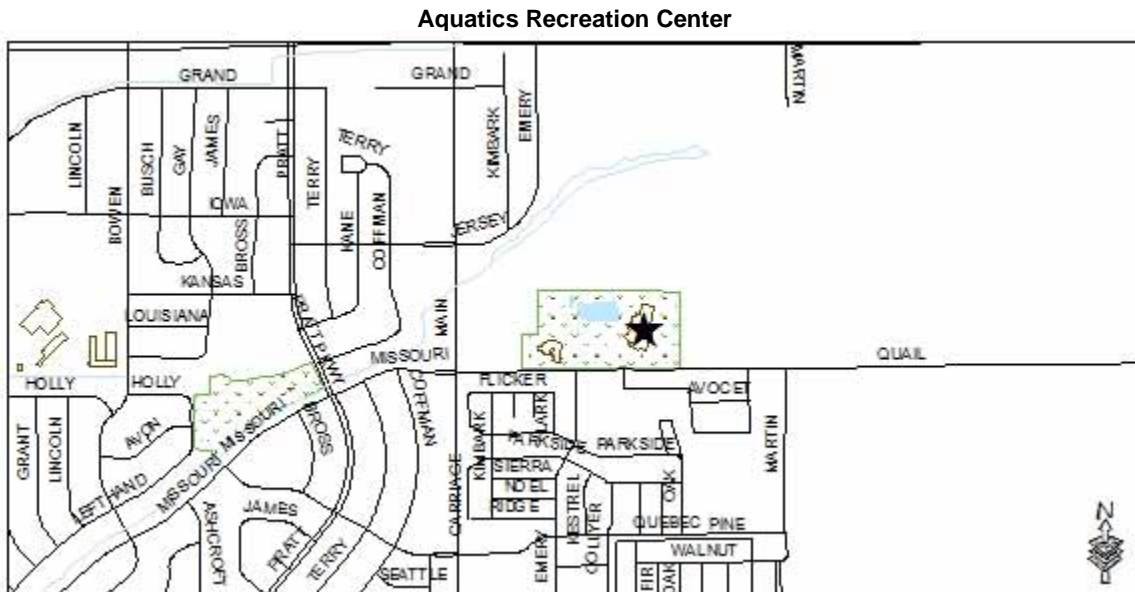 Aquatics Recreation Center
GRAND
GRAND
MARTIN
LINCOLN
BOWEN
BUSCH
GAY
JAMES
PRATT
TERRY
TERRY
KIMBARK
EMERY
IOWA
BROSS
KANE
COFFMAN
JERSEY
KANSAS
LOUISIANA
MAIN
MISSOURI
QUAIL
HOLLY
HOLLY
FLICKER
AVOCET
GRANT
LINCOLN
AVON
MISSOURI
BROSS
COFFMAN
KIMBARK
LARK
PARKSIDE
PARKSIDE
MARTIN
LEFT HAND
MISSOURI
SIERRA
NOEL
RIDGE
KESTREL
COLLYER
OAK
CARRIAGE
ASHCROFT
JAMES
PRATT
TERRY
SEATTLE
EMERY
QUEBEC
PINE
WALNUT
FIR
OAK
N